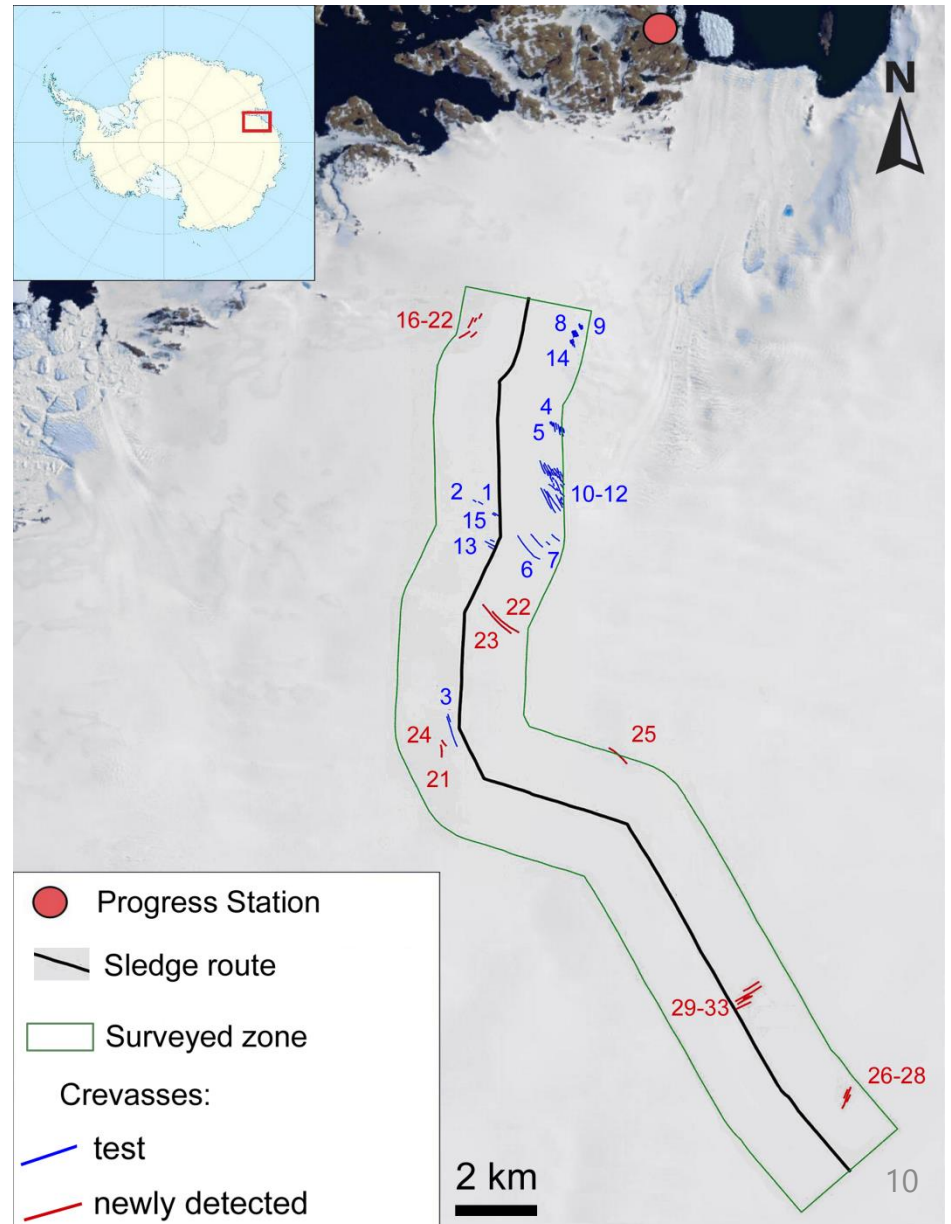 N
16-22
8
9
14
4
5
2
1
10-12
15
13
6
7
22
23
3
24
25
21
Progress Station
Sledge route
Surveyed zone
Crevasses:
test
newly detected
29-33
26-28
2 km
10